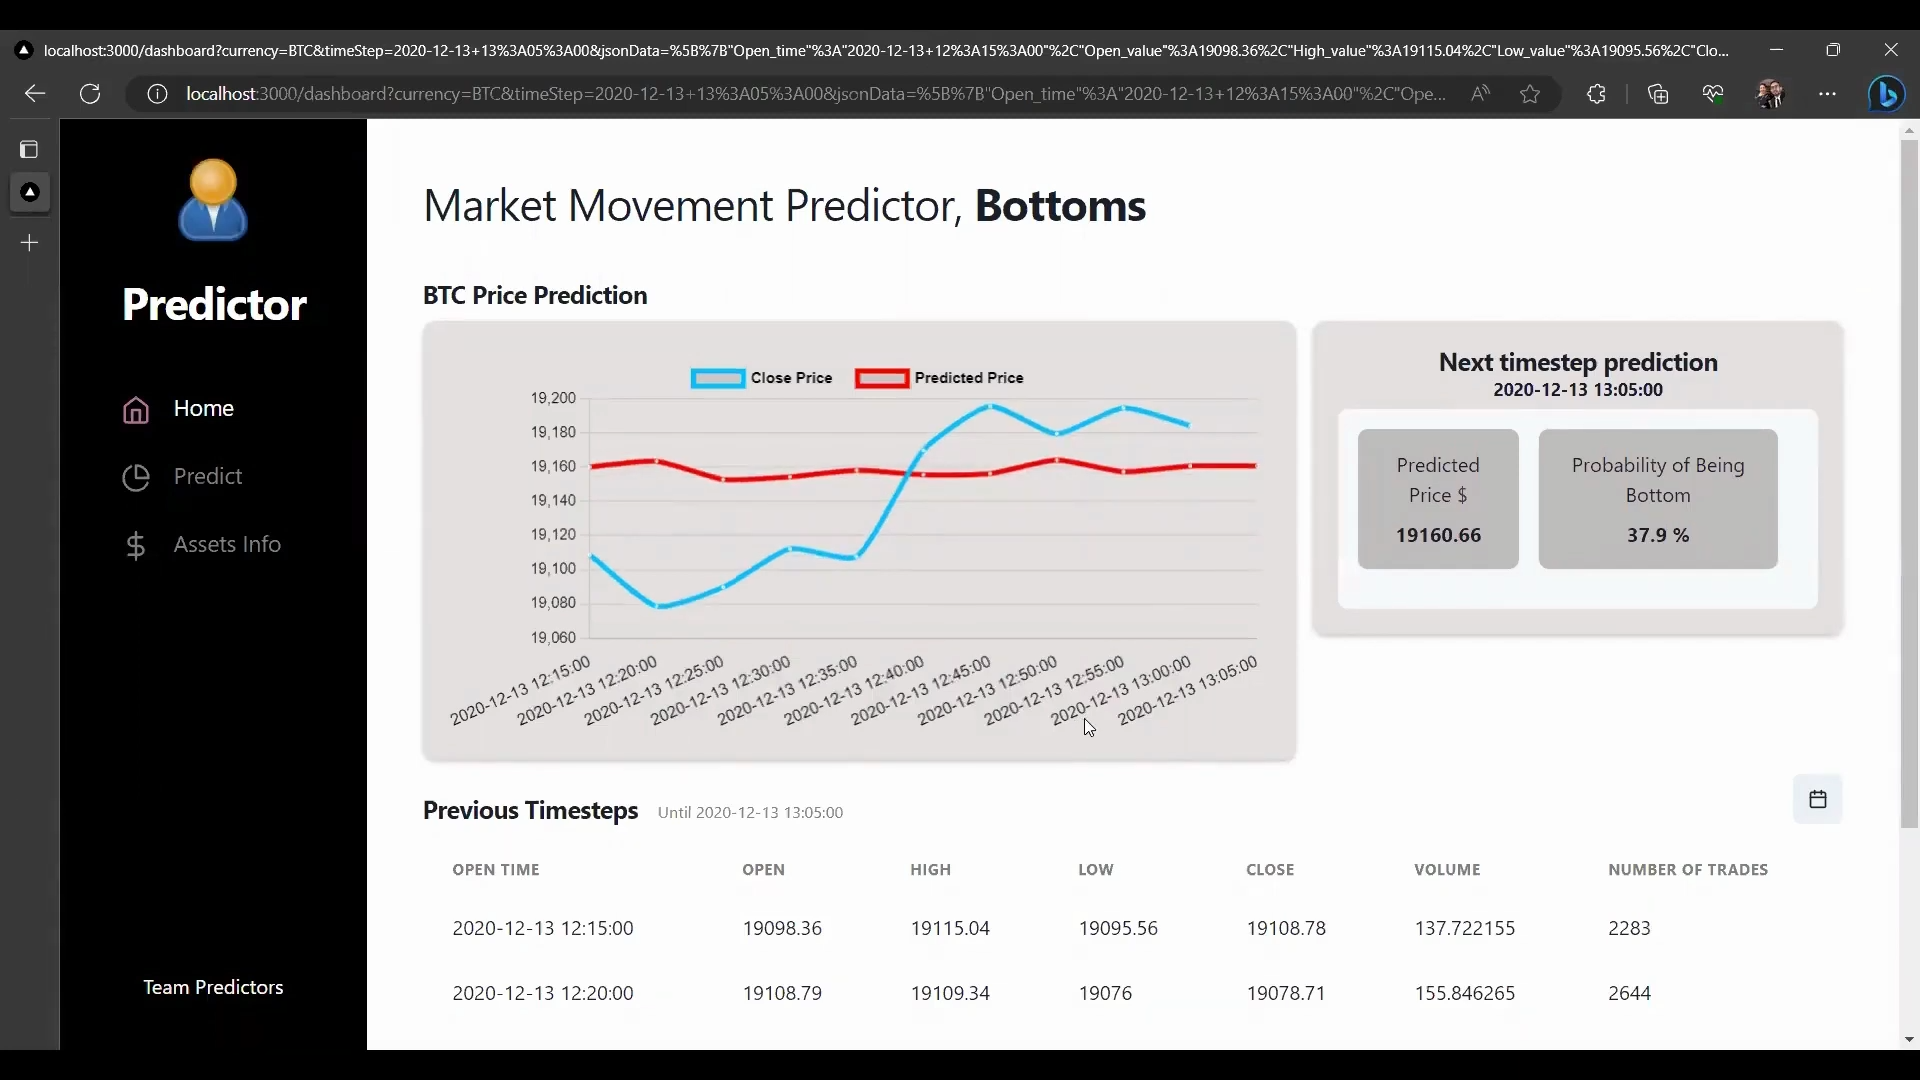 localhost:3000/dashboard?currency=BTC&timeStep=2020-12-13+13%3A05%3A00&jsonData=%5B%7B"Open_time"%3A"2020-12-13+12%3A15%3A00"%2C"Open_value"%3A19098.36%2C"High_value"%3A19115.04%2C"Low_value"%3A19095.56%2C"Clo...
localhost:3000/dashboard?currency=BTC&timeStep=2020-12-13+13%3A05%3A00&jsonData=%5B%7B"Open_time"%3A"2020-12-13+12%3A15%3A00"%2C"Ope...
Predictor
Home
Predict
Assets Info
Team Predictors
Market Movement Predictor, Bottoms
BTC Price Prediction
Close Price
Predicted Price
19,200
19,180
19,160
19,140
19,120
19,100
19,080
19,060
2020-12-13 12:15:00
2020-12-13 12:20:00
2020-12-13 12:25:00
2020-12-13 12:30:00
2020-12-13 12:35:00
2020-12-13 12:40:00
2020-12-13 12:45:00
2020-12-13 12:50:00
2020-12-13 12:55:00
2020-12-13 13:00:00
2020-12-13 13:05:00
Next timestep prediction
2020-12-13 13:05:00
Predicted
Price $
19160.66
Probability of Being
Bottom
37.9 %
Previous Timesteps Until 2020-12-13 13:05:00
OPEN TIME OPEN HIGH LOW CLOSE VOLUME NUMBER OF TRADES
2020-12-13 12:15:00 19098.36 19115.04 19095.56 19108.78 137.722155 2283
2020-12-13 12:20:00 19108.79 19109.34 19076 19078.71 155.846265 2644